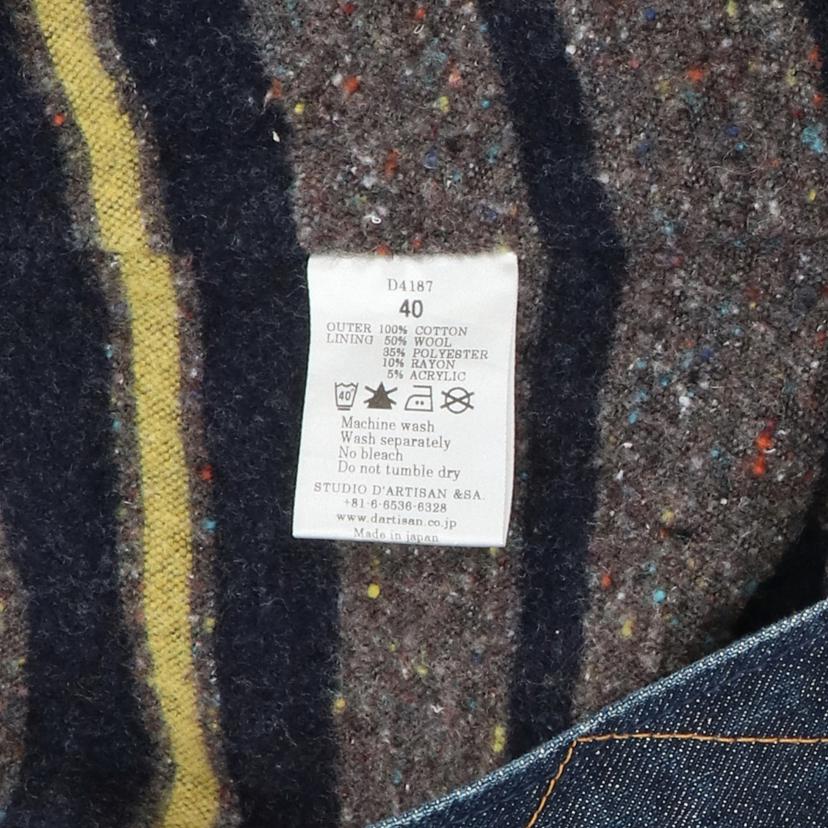 D4187
40
OUTER 100% COTTON
LINING 50% WOOL
35% POLYESTER
10% RAYON
5% ACRYLIC
40
Machine wash
Wash separately
No bleach
Do not tumble dry
STUDIO D'ARTISAN &SA.
+81-6-6536-6328
www.dartisan.co.jp
Made in japan